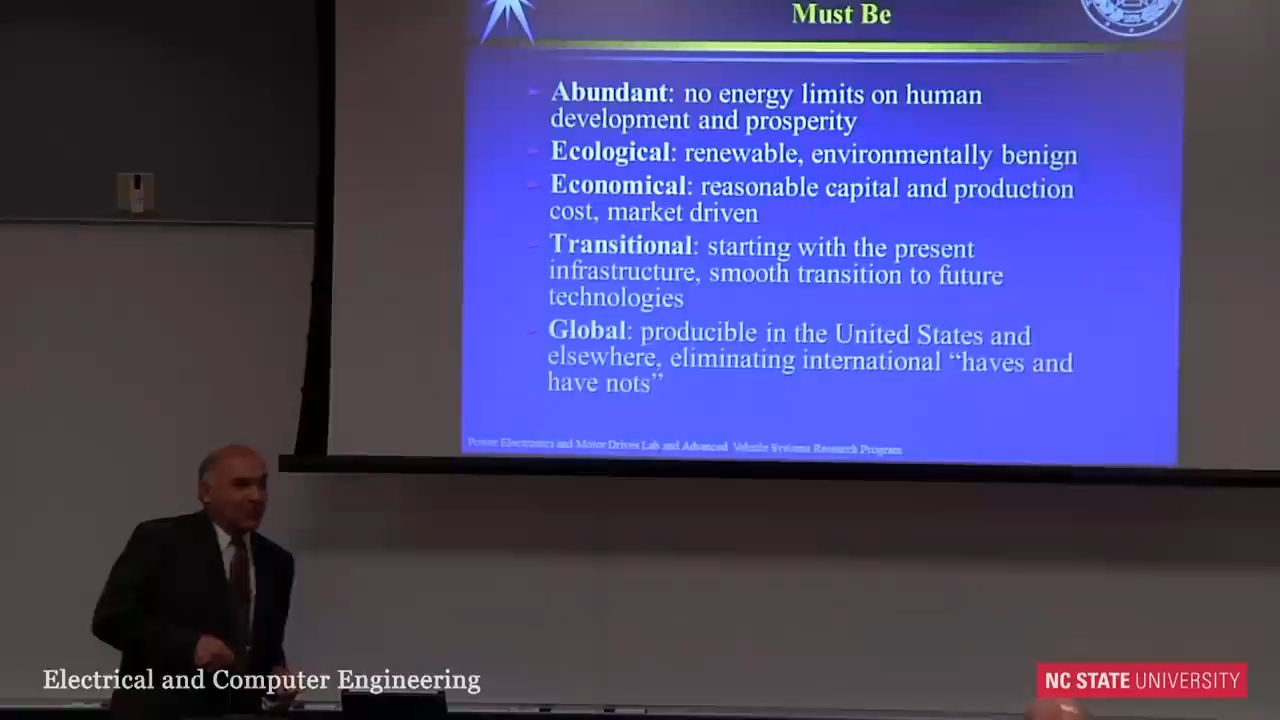 Must Be
Abundant: no energy limits on human
development and prosperity
Ecological: renewable, environmentally benign
Economical: reasonable capital and production
cost, market driven
Transitional: starting with the present
infrastructure, smooth transition to future
technologies
Global: producible in the United States and
elsewhere, eliminating international “haves and
have nots”
Power Electronics and Motor Drives Lab and Advanced Vehicle Systems Research Program
Electrical and Computer Engineering
NC STATE UNIVERSITY